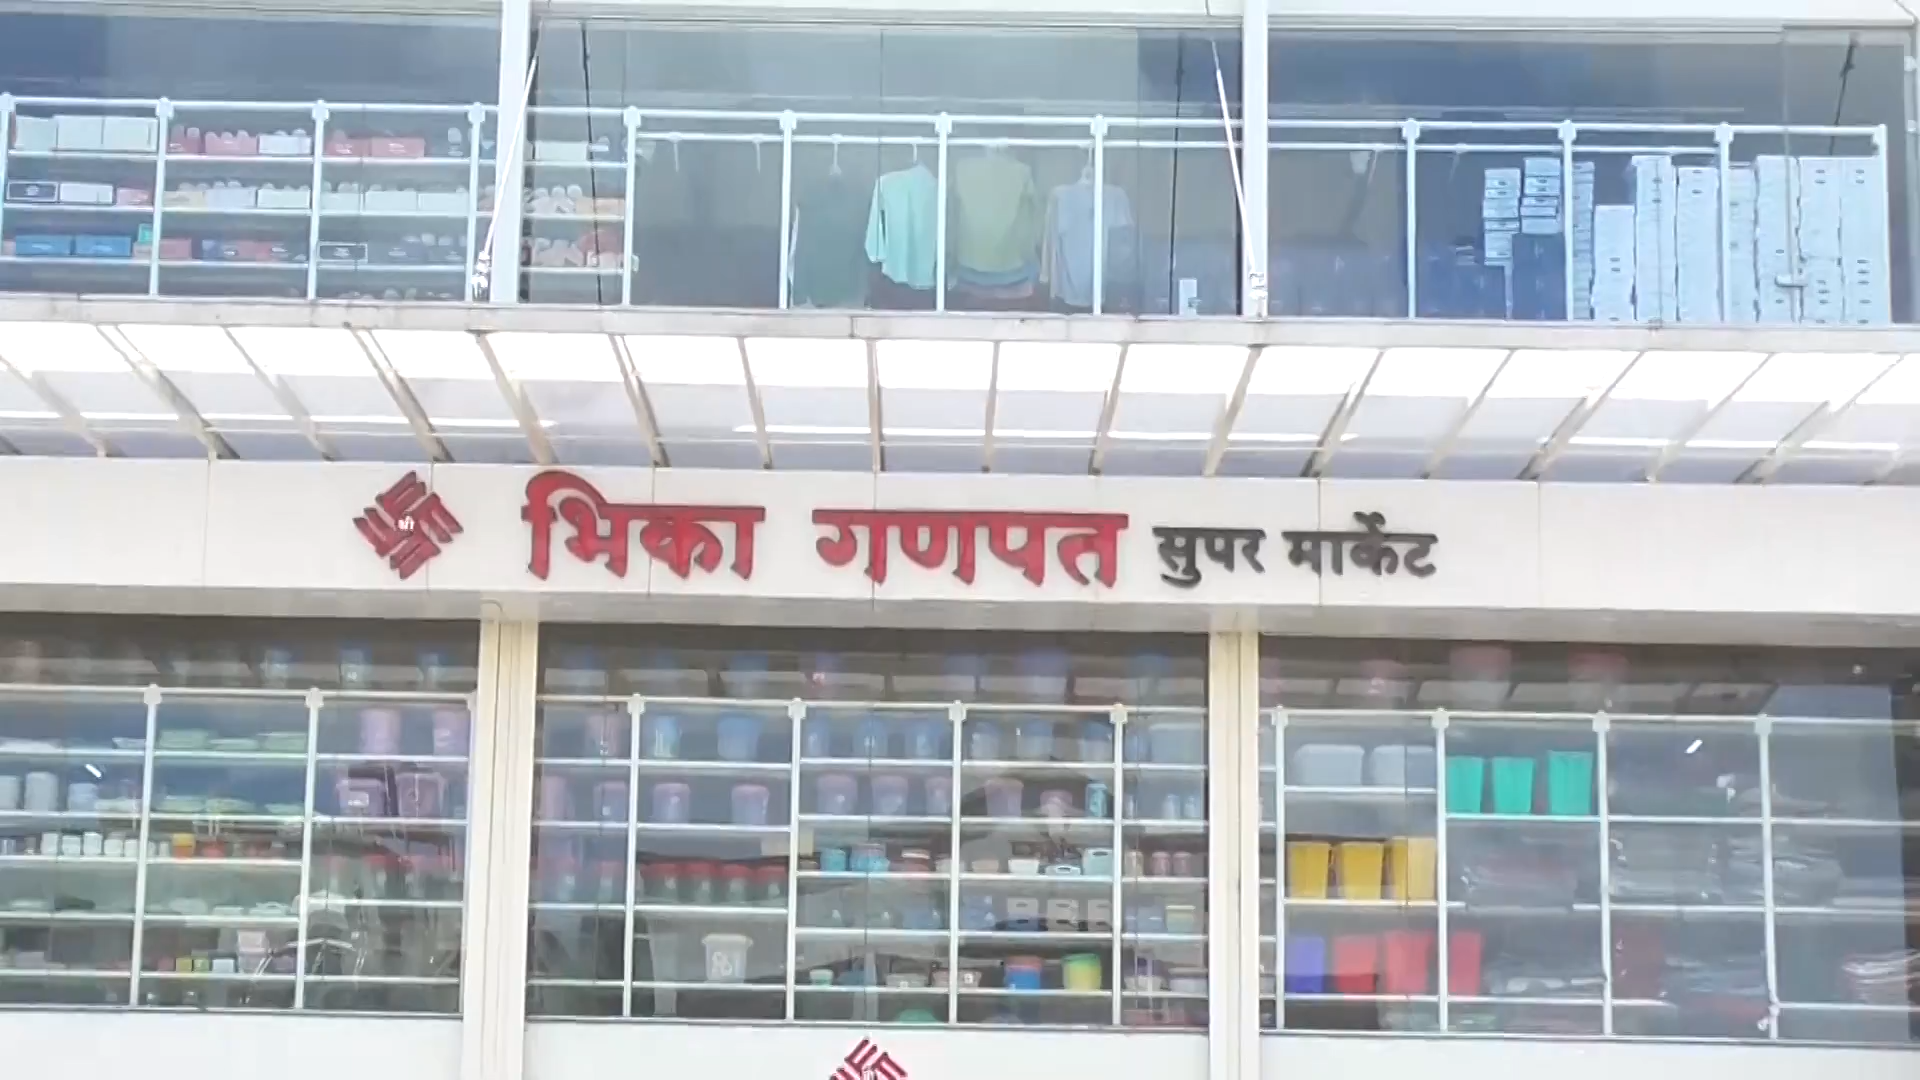 भिका गणपत सुपर मार्केट